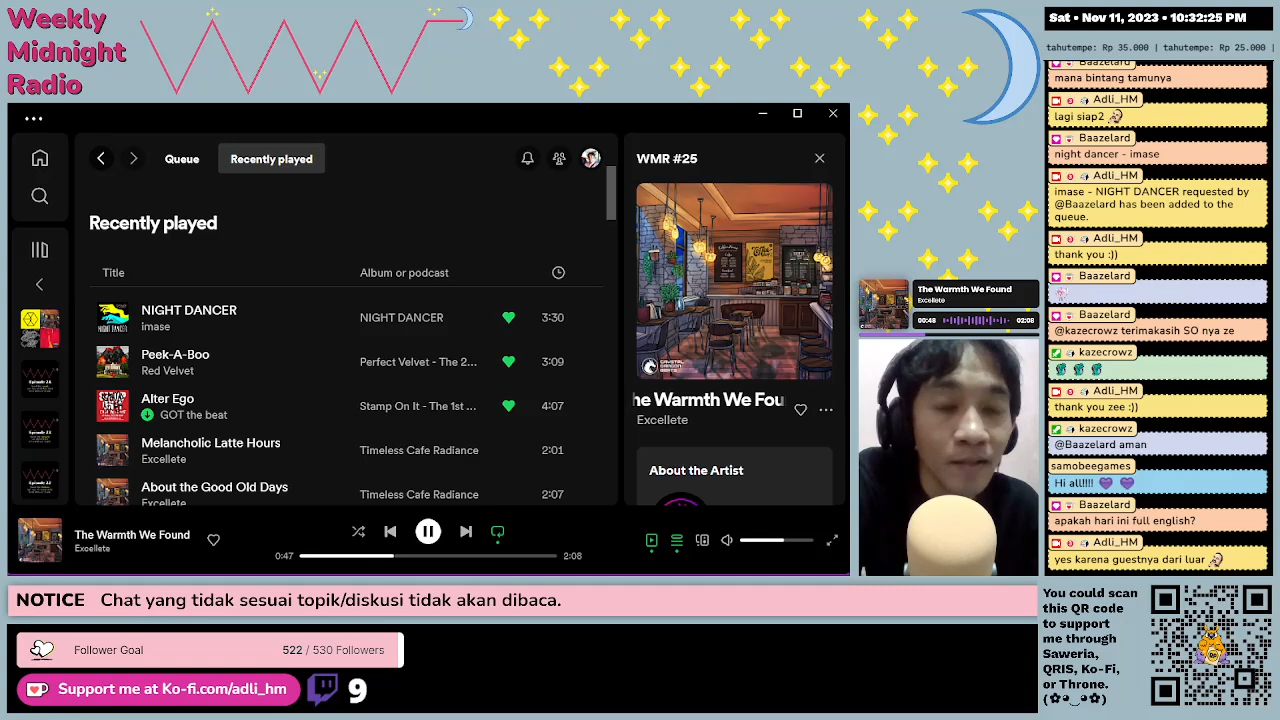 Weekly
Midnight
Radio
Sat • Nov 11, 2023 • 10:32:25 PM
tahutempe: Rp 35.000 | tahutempe: Rp 25.000 |
Queue
Recently played
Recently played
Title
Album or podcast
NIGHT DANCER
imase
NIGHT DANCER
3:30
Peek-A-Boo
Red Velvet
Perfect Velvet - The 2...
3:09
Alter Ego
GOT the beat
Stamp On It - The 1st ...
4:07
Melancholic Latte Hours
Excellete
Timeless Cafe Radiance
2:01
About the Good Old Days
Excellete
Timeless Cafe Radiance
2:07
WMR #25
he Warmth We Fou
Excellete
About the Artist
The Warmth We Found
Excellete
0:47
2:08
The Warmth We Found
Excellete
00:48
02:08
Baazelard
mana bintang tamunya
Adli_HM
lagi siap2
Baazelard
night dancer - imase
Adli_HM
imase - NIGHT DANCER requested by
@Baazelard has been added to the
queue.
Adli_HM
thank you :))
Baazelard
Baazelard
@kazecrowz terimakasih SO nya ze
kazecrowz
Adli_HM
thank you zee :))
kazecrowz
@Baazelard aman
samobeegames
Hi all!!!!
Baazelard
apakah hari ini full english?
Adli_HM
yes karena guestnya dari luar
NOTICE Chat yang tidak sesuai topik/diskusi tidak akan dibaca.
Follower Goal
522 / 530 Followers
Support me at Ko-fi.com/adli_hm
9
You could scan
this QR code
to support
me through
Saweria,
QRIS, Ko-Fi,
or Throne.